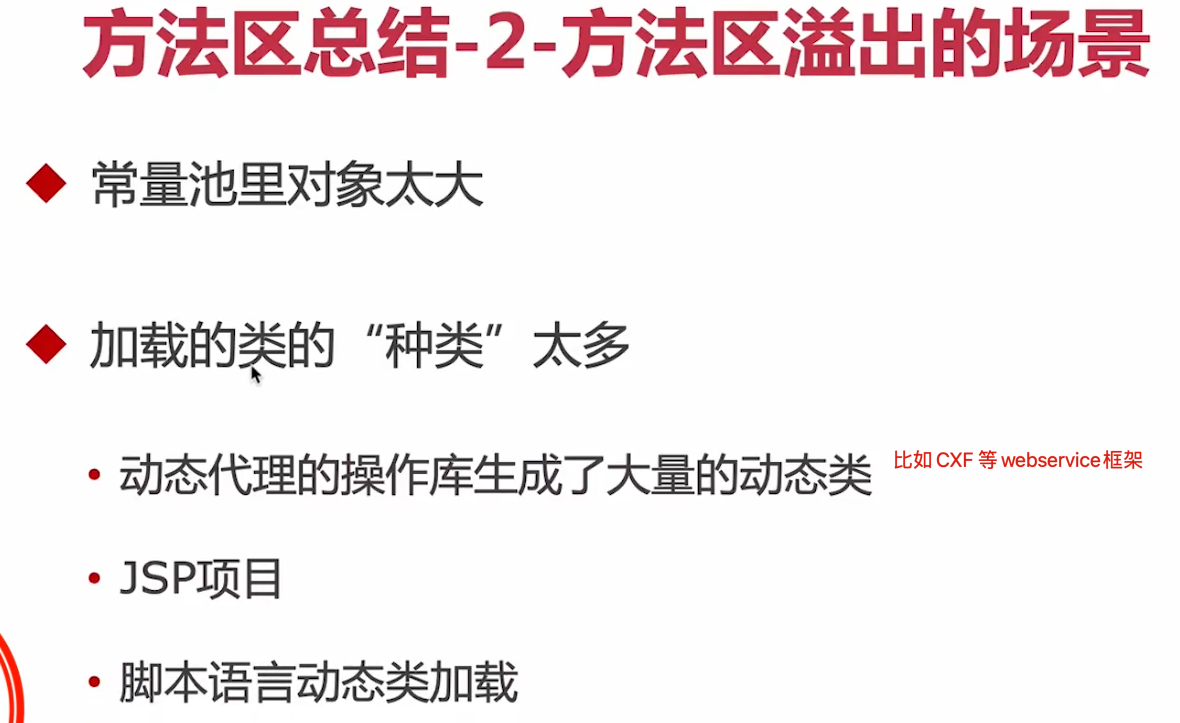 方法区总结-2-方法区溢出的场景
常量池里对象太大
加载的类的“种类”太多
动态代理的操作库生成了大量的动态类 比如CXF 等webservice框架
JSP项目
脚本语言动态类加载